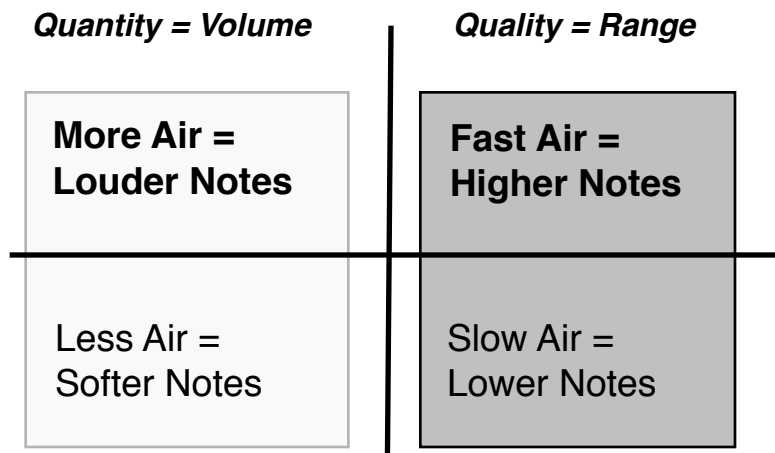 Quantity = Volume
Quality = Range
More Air =
Louder Notes
Fast Air =
Higher Notes
Less Air =
Softer Notes
Slow Air =
Lower Notes